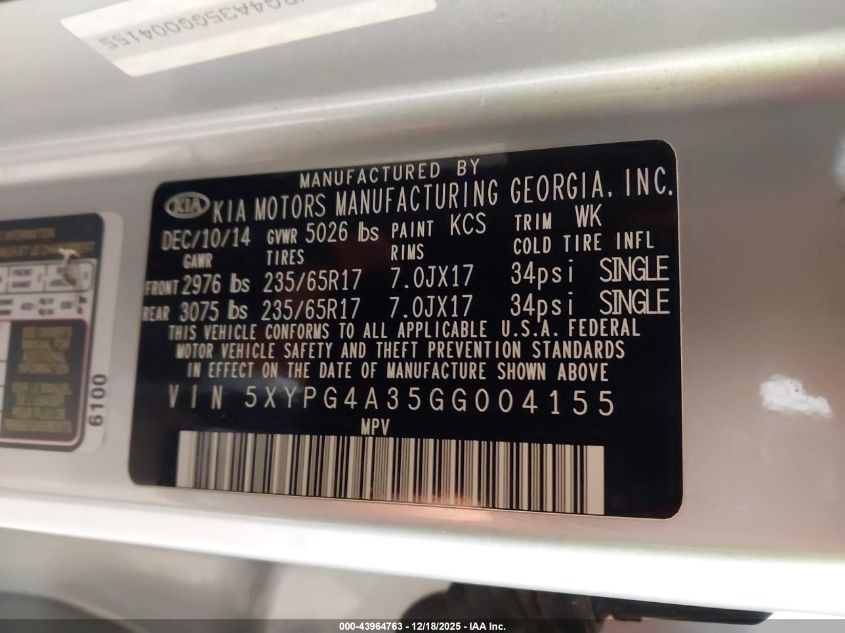 PG4A35GG004155
MANUFACTURED BY
KIA KIA MOTORS MANUFACTURING GEORGIA, INC.
DEC/10/14 GVWR 5026 lbs PAINT KCS TRIM WK
GAWR TIRES RIMS COLD TIRE INFL
FRONT 2976 lbs 235/65R17 7.0JX17 34psi SINGLE
REAR 3075 lbs 235/65R17 7.0JX17 34psi SINGLE
THIS VEHICLE CONFORMS TO ALL APPLICABLE U.S.A. FEDERAL
MOTOR VEHICLE SAFETY AND THEFT PREVENTION STANDARDS
IN EFFECT ON THE DATE OF MANUFACTURE SHOWN ABOVE
VIN 5XYPG4A35GG004155
MPV
6100
000-43964763 - 12/18/2025 - IAA Inc.